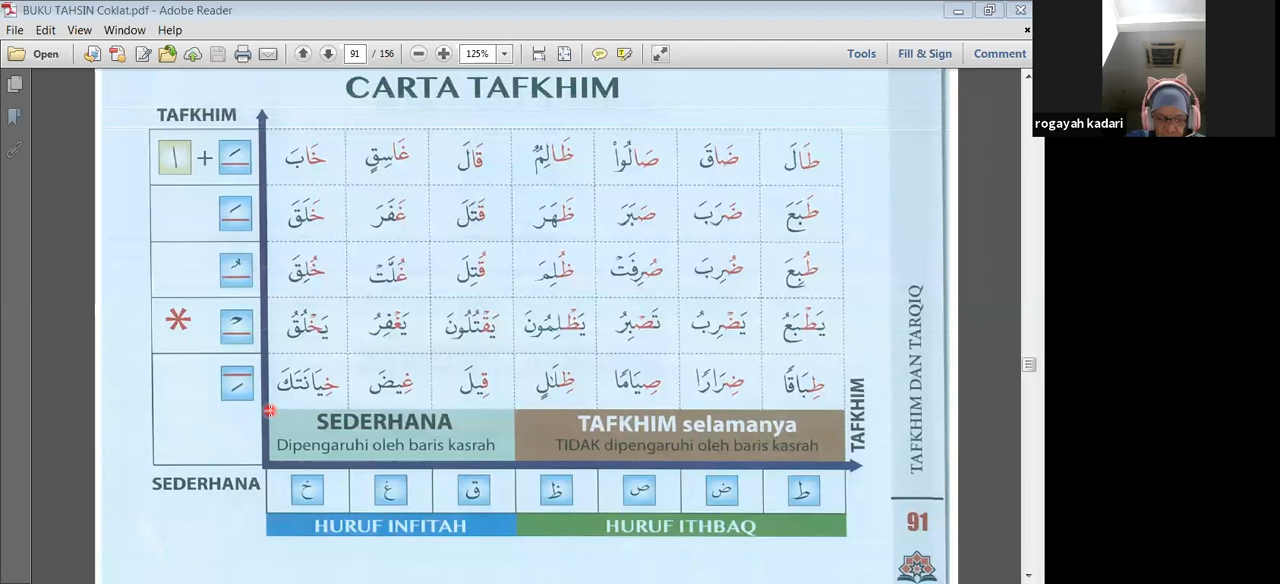 BUKU TAHSIN Coklat.pdf - Adobe Reader
File Edit View Window Help
Open 91 / 156 125% Tools Fill & Sign Comment
rogayah kadari
CARTA TAFKHIM
TAFKHIM
طَالَ ضَاقَ صَالُوا۟ ظَالِمٌ قَالَ غَاسِقٍ خَابَ ـَ + ا
طَبَعَ ضَرَبَ صَبَرَ ظَهَرَ قَتَلَ غَفَرَ خَلَقَ ـَ
طُبِعَ ضُرِبَ صُرِفَتْ ظُلِمَ قُتِلَ غُلَّتْ خُلِقَ ـُ
يَطْبَعُ يَضْرِبُ تَصْبِرُ يَظْلِمُونَ يَقْتُلُونَ يَغْفِرُ يَخْلُقُ ـْ *
طِبَاقًا ضِرَارًا صِيَامًا ظِلَـٰلٍ قِيلَ غِيضَ خِيَانَتَكَ ـِ
SEDERHANA TAFKHIM selamanya
Dipengaruhi oleh baris kasrah TIDAK dipengaruhi oleh baris kasrah
TAFKHIM
SEDERHANA
ط ض ص ظ ق غ خ
HURUF INFITAH HURUF ITHBAQ
TAFKHIM DAN TARQIQ
91